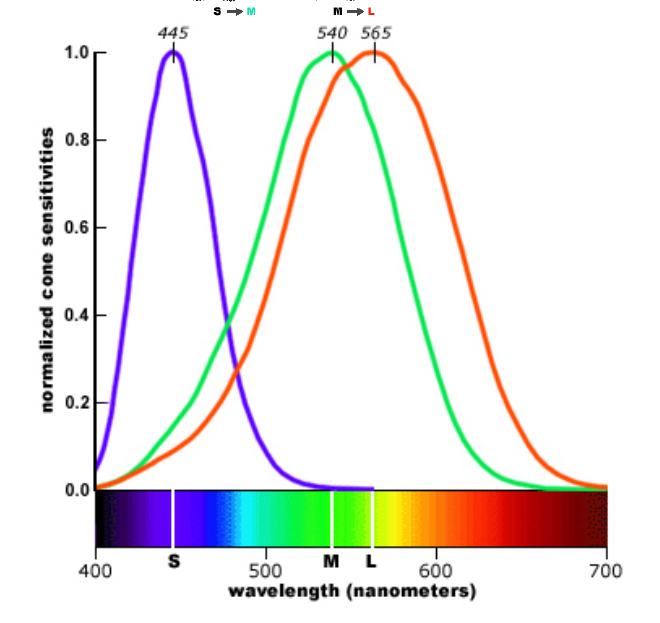 S → M M → L
445 540 565
1.0
0.8
0.6
0.4
0.2
0.0
normalized cone sensitivities
S M L
400 500 600 700
wavelength (nanometers)